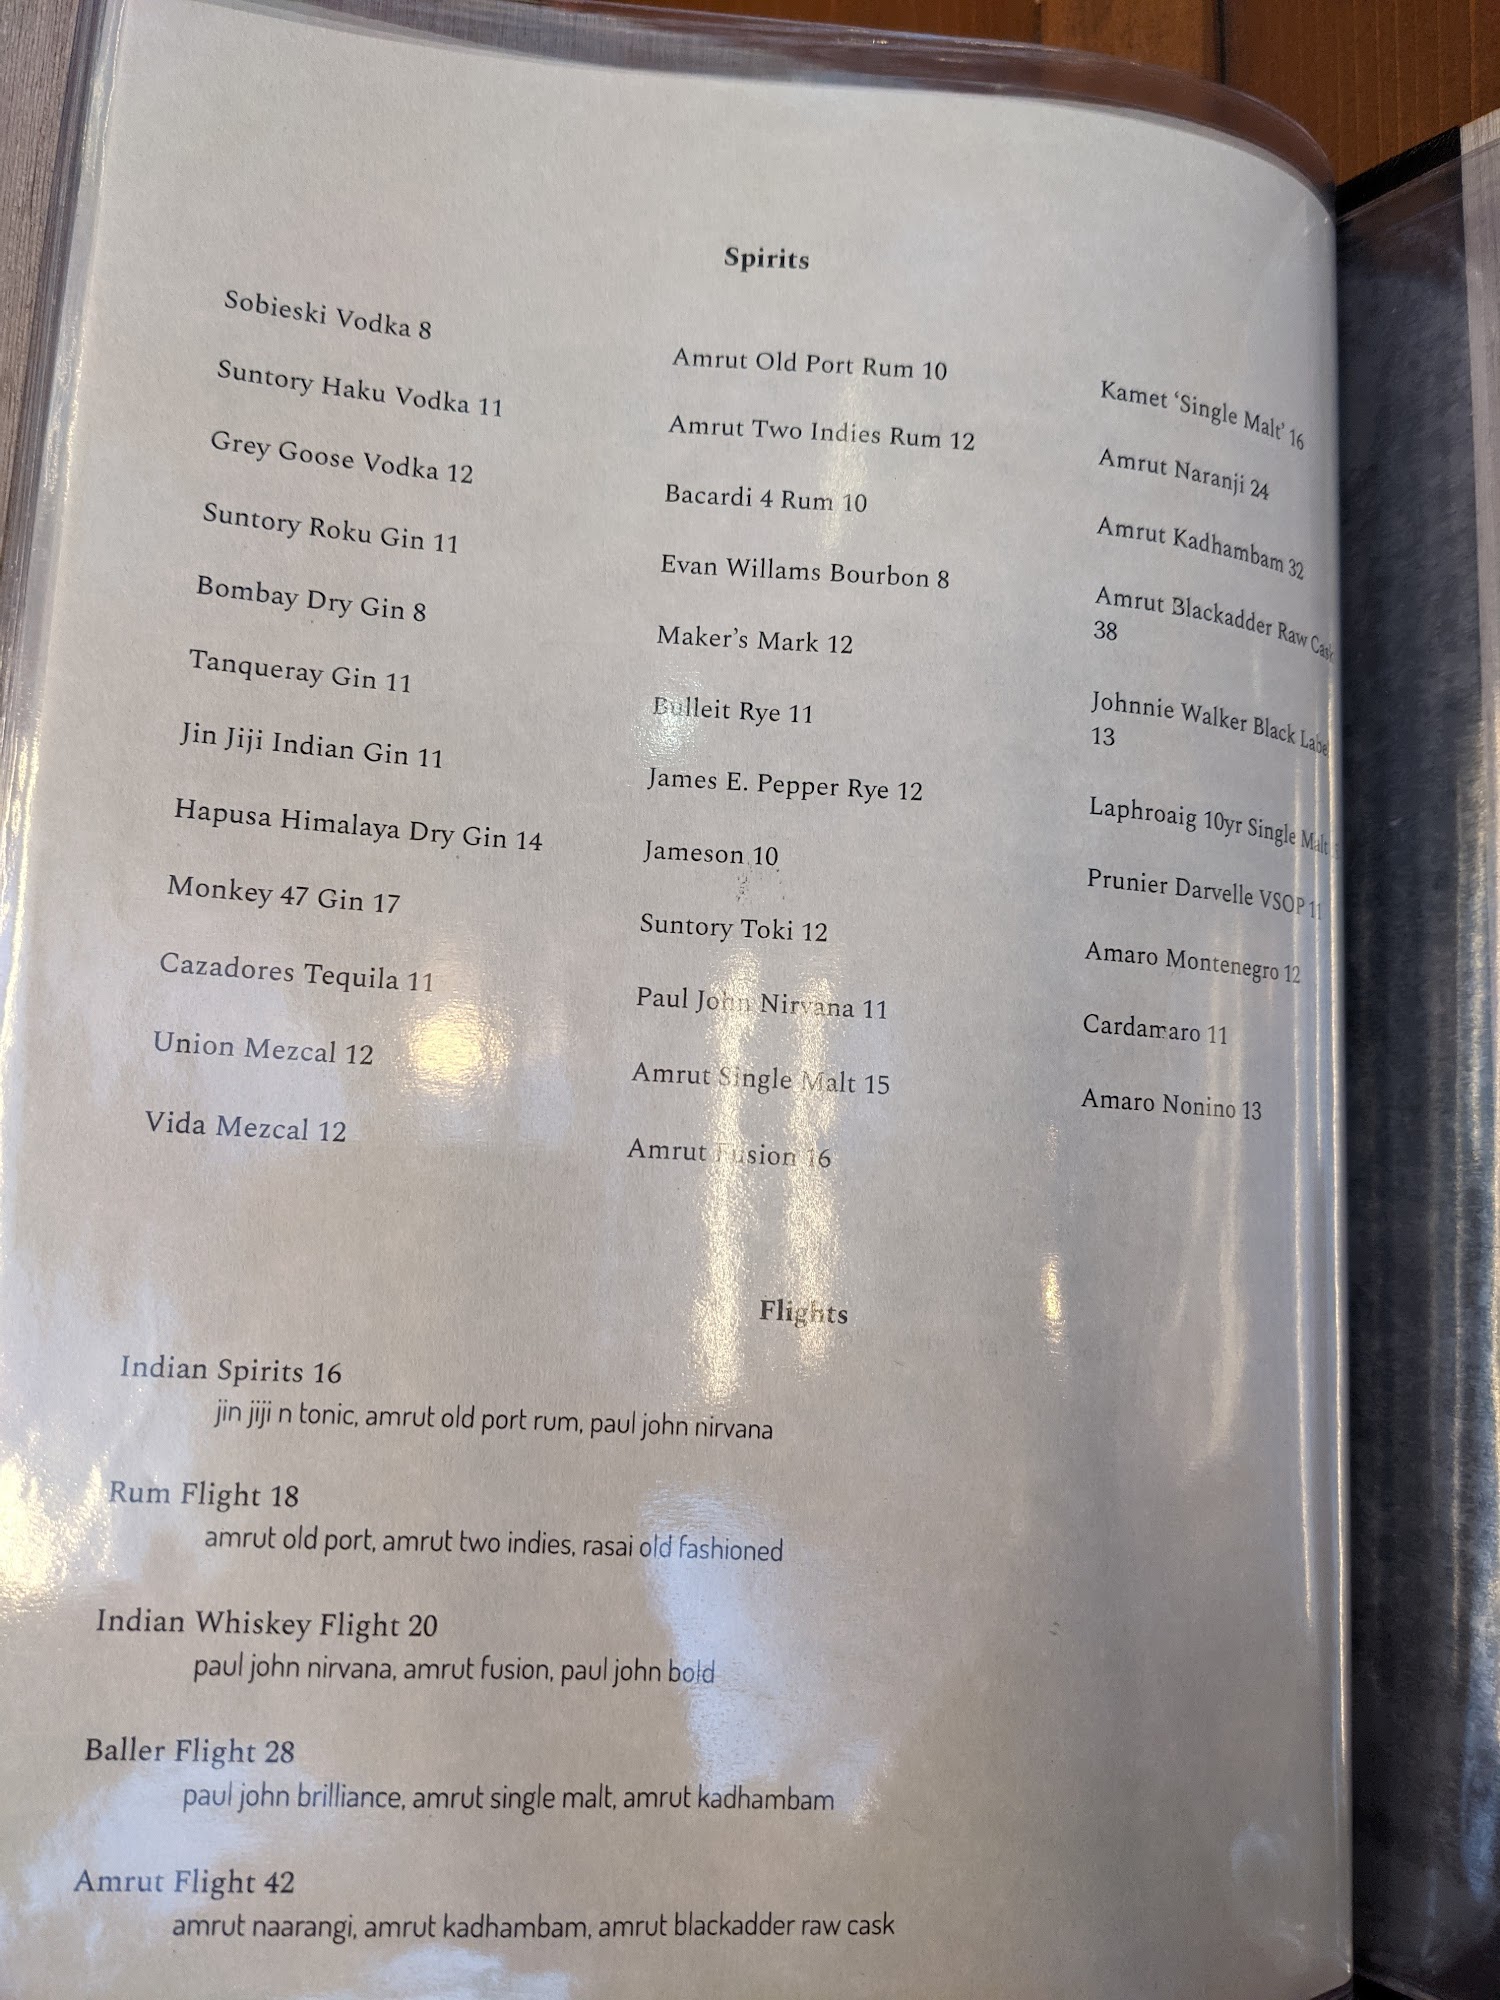 Spirits
Sobieski Vodka 8
Suntory Haku Vodka 11
Grey Goose Vodka 12
Suntory Roku Gin 11
Bombay Dry Gin 8
Tanqueray Gin 11
Jin Jiji Indian Gin 11
Hapusa Himalaya Dry Gin 14
Monkey 47 Gin 17
Cazadores Tequila 11
Union Mezcal 12
Vida Mezcal 12
Amrut Old Port Rum 10
Amrut Two Indies Rum 12
Bacardi 4 Rum 10
Evan Willams Bourbon 8
Maker's Mark 12
Bulleit Rye 11
James E. Pepper Rye 12
Jameson 10
Suntory Toki 12
Paul John Nirvana 11
Amrut Single Malt 15
Amrut Fusion 16
Kamet ‘Single Malt’ 16
Amrut Naranji 24
Amrut Kadhambam 32
Amrut Blackadder Raw Cask
38
Johnnie Walker Black Label
13
Laphroaig 10yr Single Malt
Prunier Darvelle VSOP 11
Amaro Montenegro 12
Cardamaro 11
Amaro Nonino 13
Flights
Indian Spirits 16
jin jiji n tonic, amrut old port rum, paul john nirvana
Rum Flight 18
amrut old port, amrut two indies, rasai old fashioned
Indian Whiskey Flight 20
paul john nirvana, amrut fusion, paul john bold
Baller Flight 28
paul john brilliance, amrut single malt, amrut kadhambam
Amrut Flight 42
amrut naarangi, amrut kadhambam, amrut blackadder raw cask